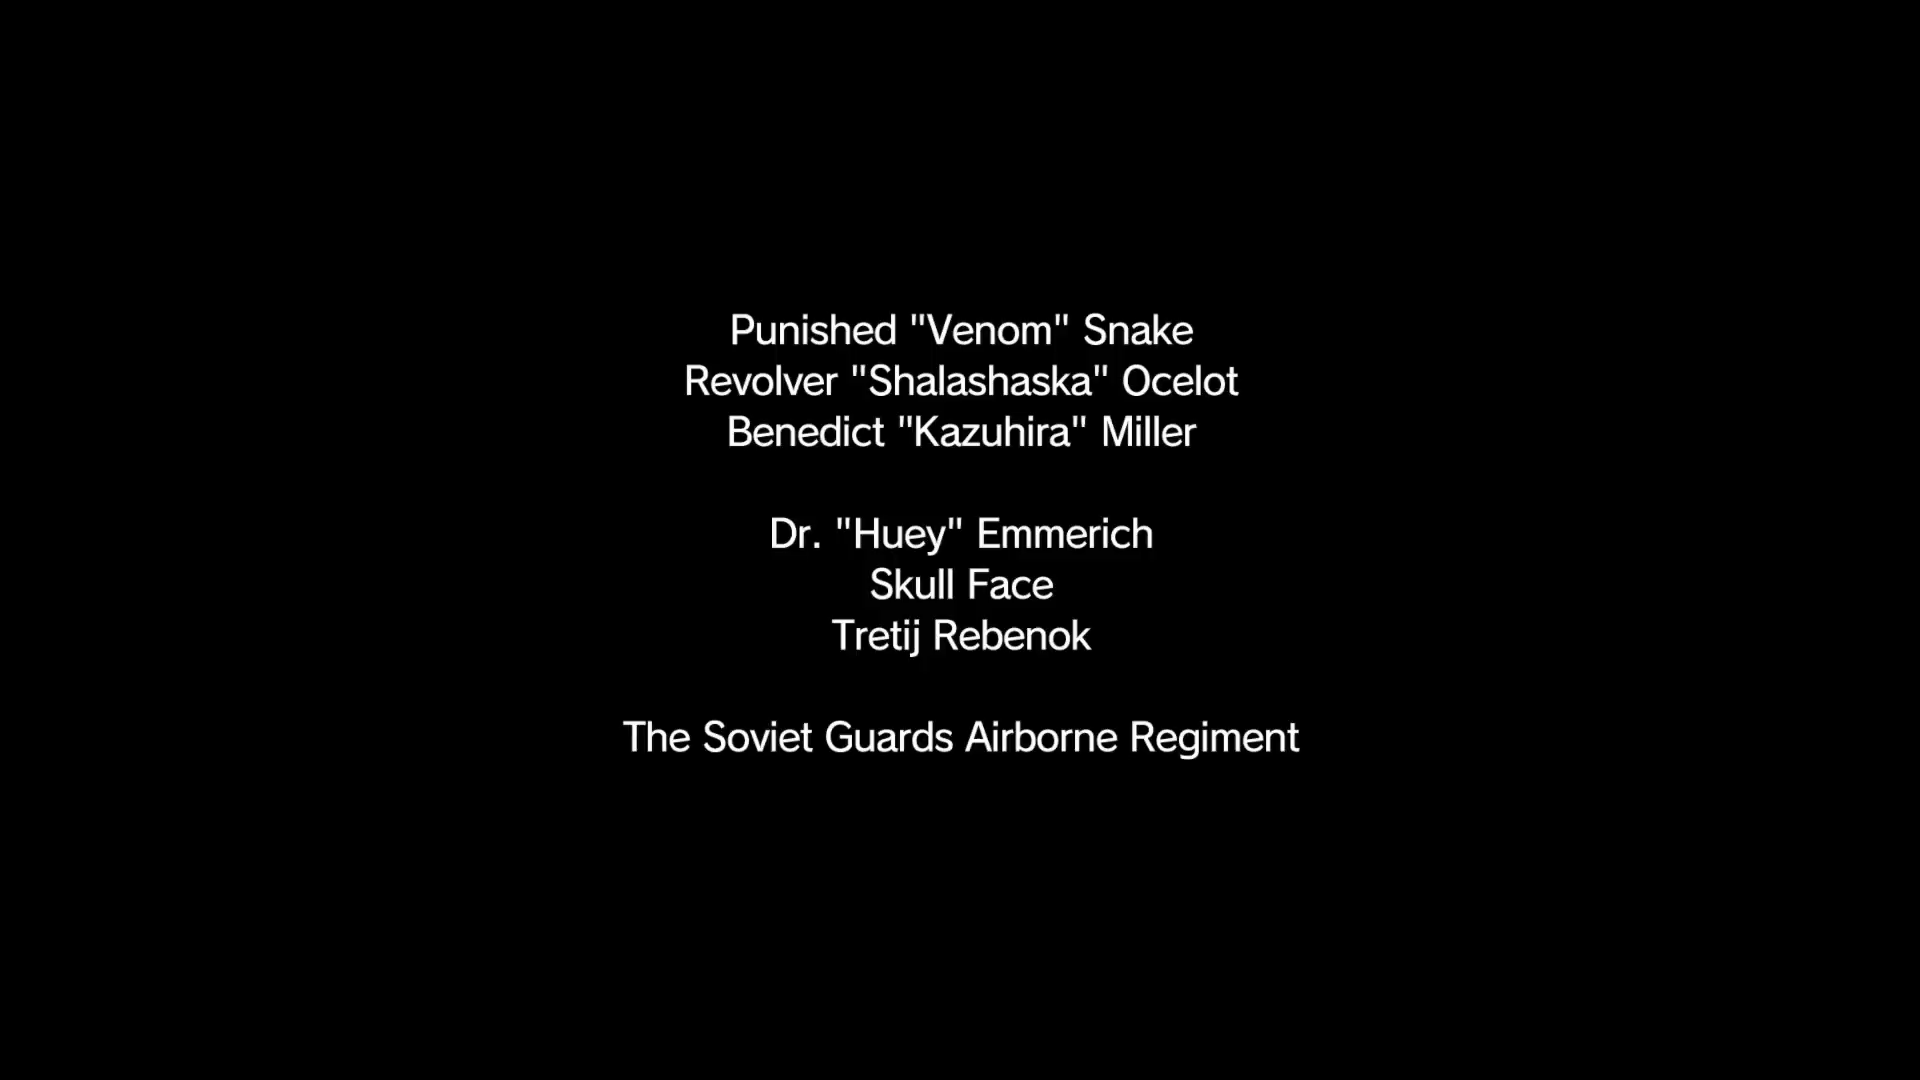 Punished "Venom" Snake
Revolver "Shalashaska" Ocelot
Benedict "Kazuhira" Miller
Dr. "Huey" Emmerich
Skull Face
Tretij Rebenok
The Soviet Guards Airborne Regiment